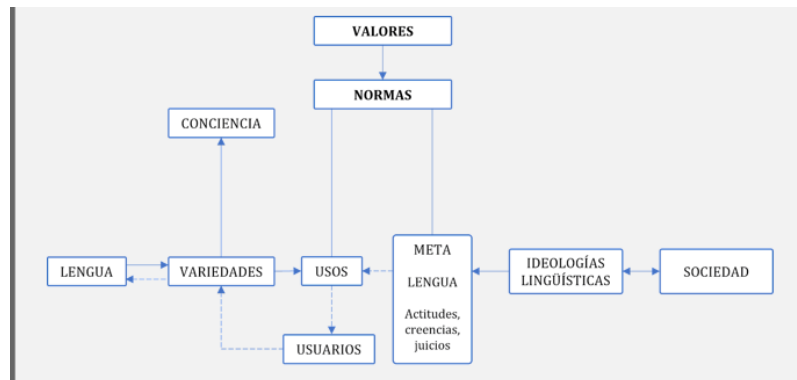 VALORES
NORMAS
CONCIENCIA
LENGUA
VARIEDADES
USOS
META
LENGUA
Actitudes,
creencias,
juicios
IDEOLOGÍAS
LINGÜÍSTICAS
SOCIEDAD
USUARIOS